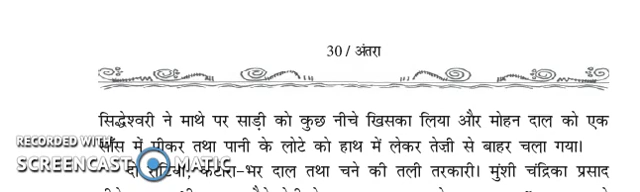 30 / अंतरा
सिद्धेश्वरी ने माथे पर साड़ी को कुछ नीचे खिसका लिया और मोहन दाल को एक
साँस में पीकर तथा पानी के लोटे को हाथ में लेकर तेज़ी से बाहर चला गया।
RECORDED WITH
SCREENCAST MATIC
दो रोटियाँ, कटोरा-भर दाल तथा चने की तली तरकारी। मुंशी चंद्रिका प्रसाद